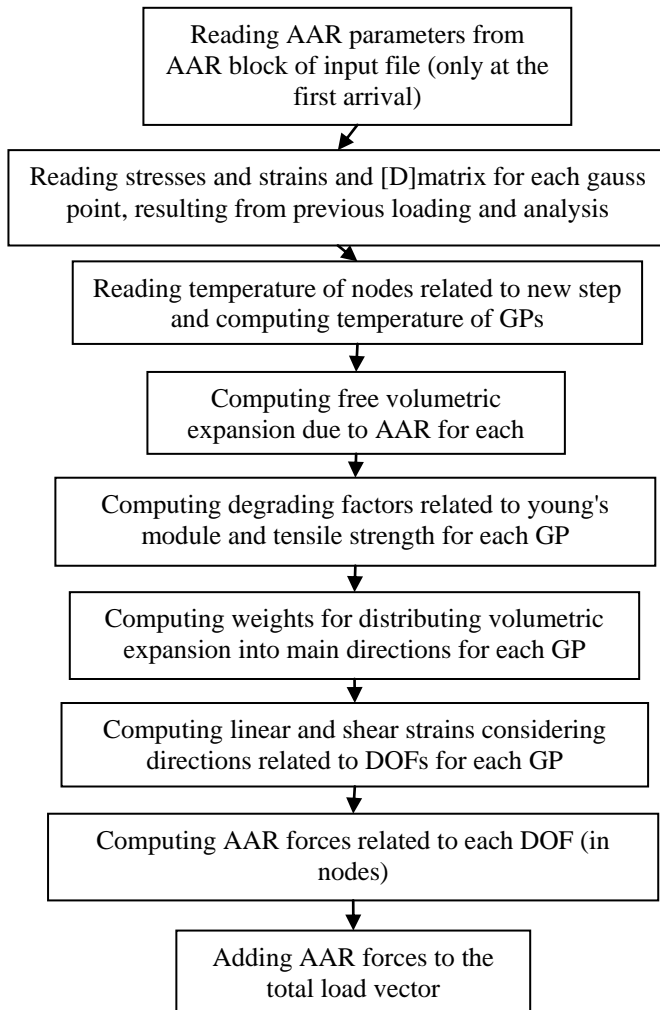 Reading AAR parameters from
AAR block of input file (only at the
first arrival)
Reading stresses and strains and [D]matrix for each gauss
point, resulting from previous loading and analysis
Reading temperature of nodes related to new step
and computing temperature of GPs
Computing free volumetric
expansion due to AAR for each
Computing degrading factors related to young's
module and tensile strength for each GP
Computing weights for distributing volumetric
expansion into main directions for each GP
Computing linear and shear strains considering
directions related to DOFs for each GP
Computing AAR forces related to each DOF (in
nodes)
Adding AAR forces to the
total load vector